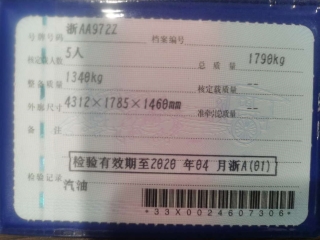 号牌号码 浙AA972Z 档案编号
核定载人数 5人 总质量 1790kg
整备质量 1340kg 核定载质量 --
外廓尺寸 4312×1785×1460mm 准牵引总质量 --
备注
检验有效期至2020 年04 月浙A(01)
检验记录
汽油
*33X0024607306*